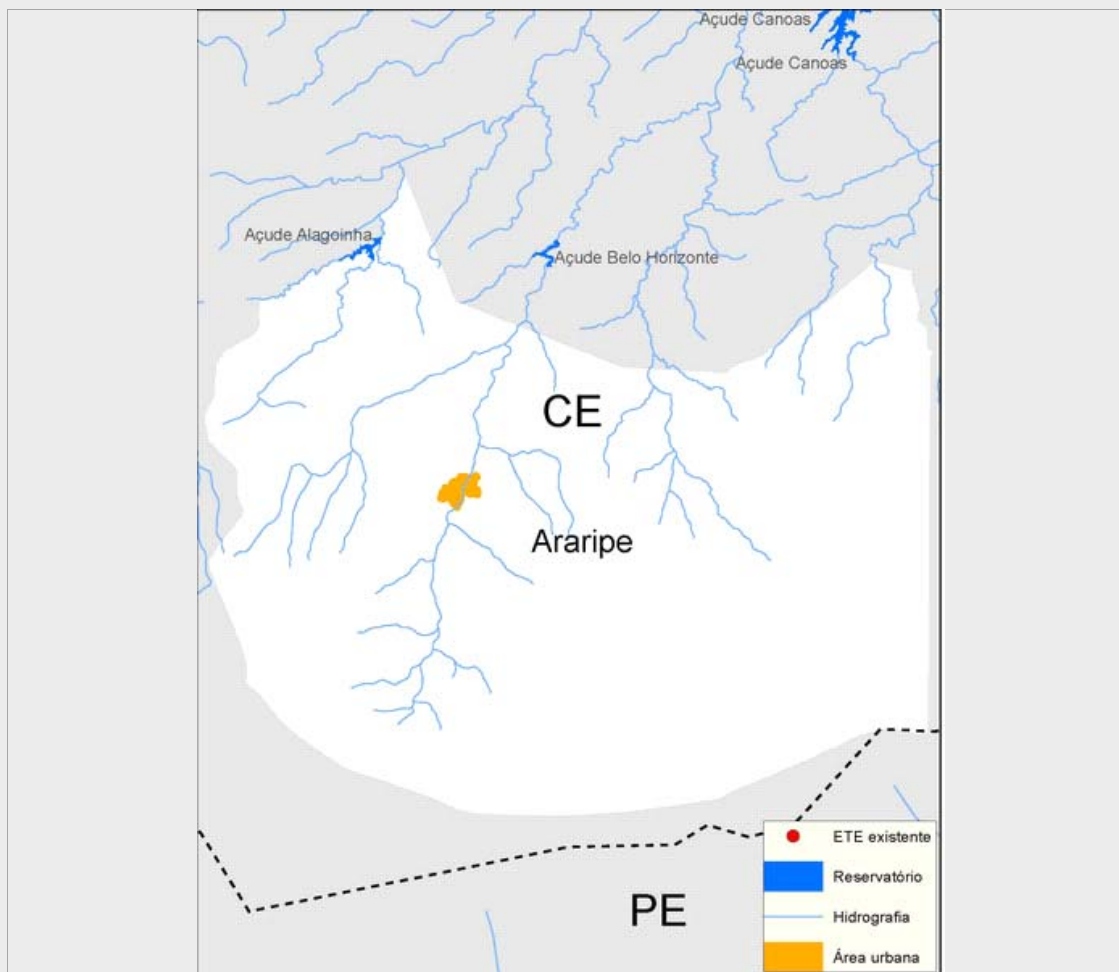 Açude Canoas
Açude Canoas
Açude Alagoinha
Açude Belo Horizonte
CE
Araripe
PE
ETE existente
Reservatório
Hidrografia
Área urbana